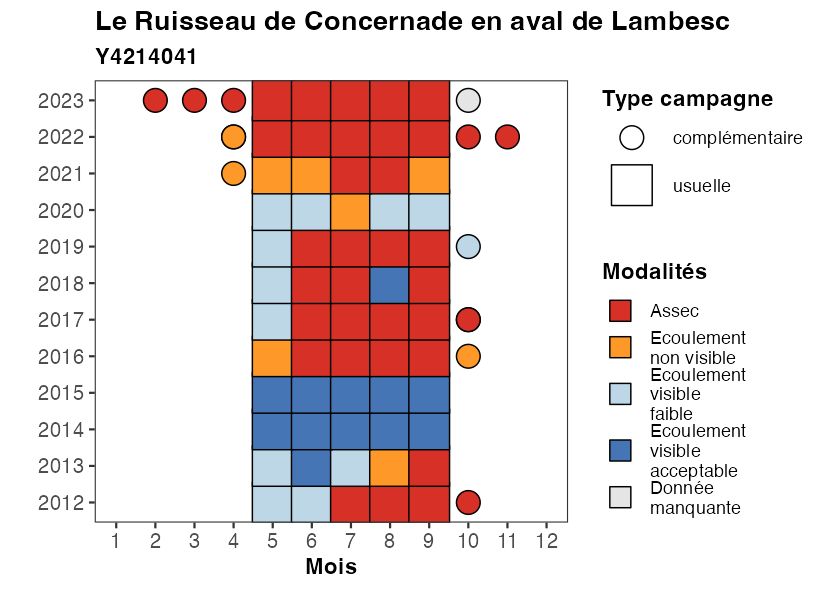 Le Ruisseau de Concernade en aval de Lambesc
Y4214041
2023
2022
2021
2020
2019
2018
2017
2016
2015
2014
2013
2012
1 2 3 4 5 6 7 8 9 10 11 12
Mois
Type campagne
complémentaire
usuelle
Modalités
Assec
Ecoulement
non visible
Ecoulement
visible
faible
Ecoulement
visible
acceptable
Donnée
manquante